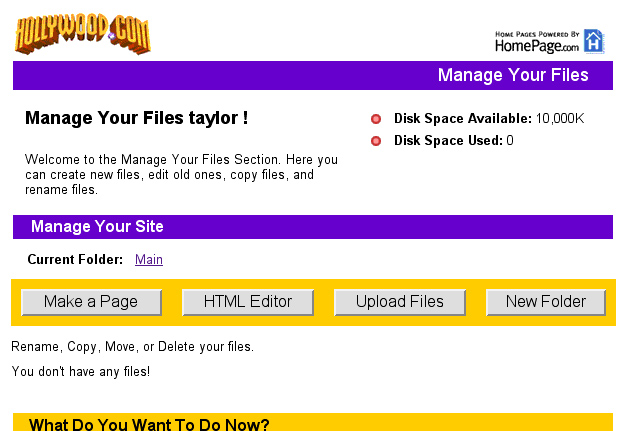 HOLLYWOOD.COM
HOME PAGES POWERED BY
HomePage.com
Manage Your Files
Manage Your Files taylor !
Disk Space Available: 10,000K
Disk Space Used: 0
Welcome to the Manage Your Files Section. Here you
can create new files, edit old ones, copy files, and
rename files.
Manage Your Site
Current Folder: Main
Make a Page HTML Editor Upload Files New Folder
Rename, Copy, Move, or Delete your files.
You don't have any files!
What Do You Want To Do Now?